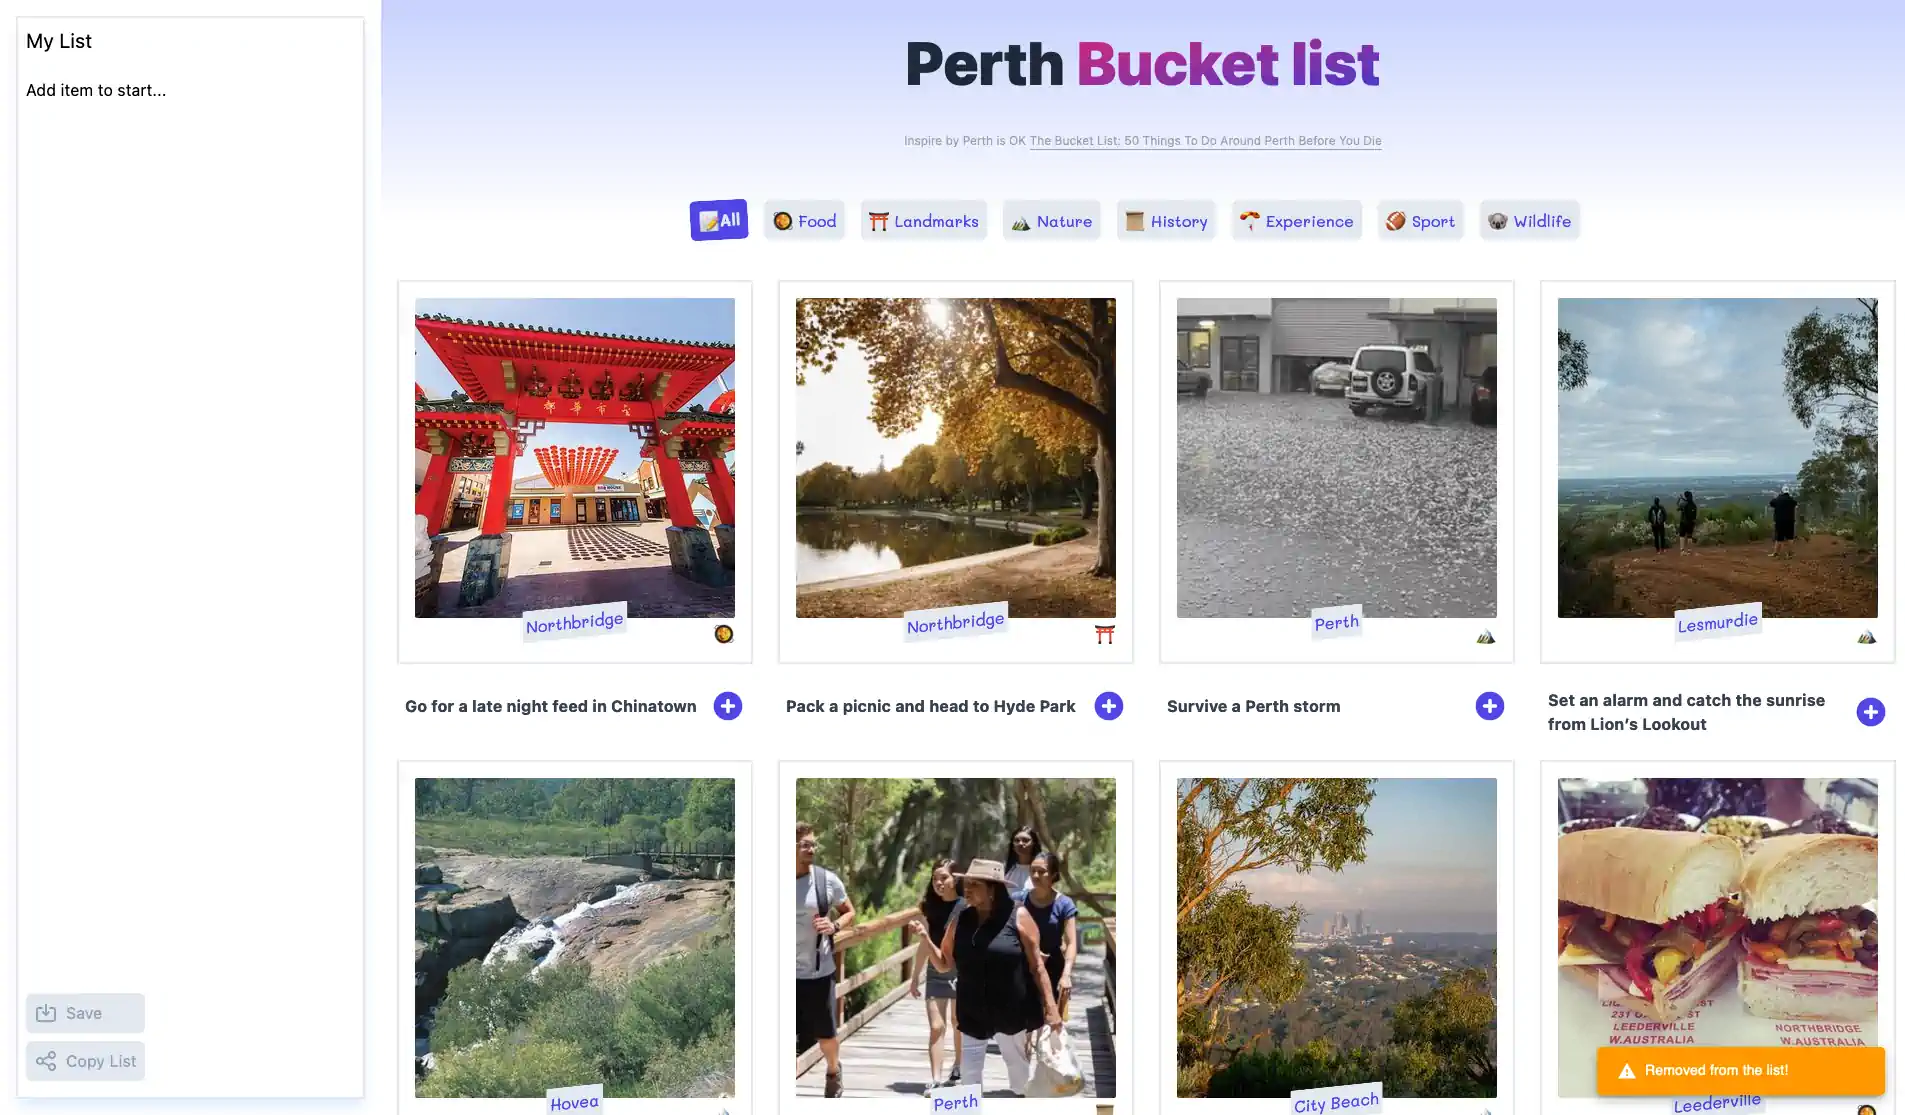 My List
Add item to start...
Save
Copy List
Perth Bucket list
Inspire by Perth is OK The Bucket List: 50 Things To Do Around Perth Before You Die
All
Food
Landmarks
Nature
History
Experience
Sport
Wildlife
Northbridge
Northbridge
Perth
Lesmurdie
Go for a late night feed in Chinatown
Pack a picnic and head to Hyde Park
Survive a Perth storm
Set an alarm and catch the sunrise
from Lion’s Lookout
LEEDERVILLE
W.AUSTRALIA
NORTHBRIDGE
W.AUSTRALIA
Hovea
Perth
City Beach
Leederville
Removed from the list!